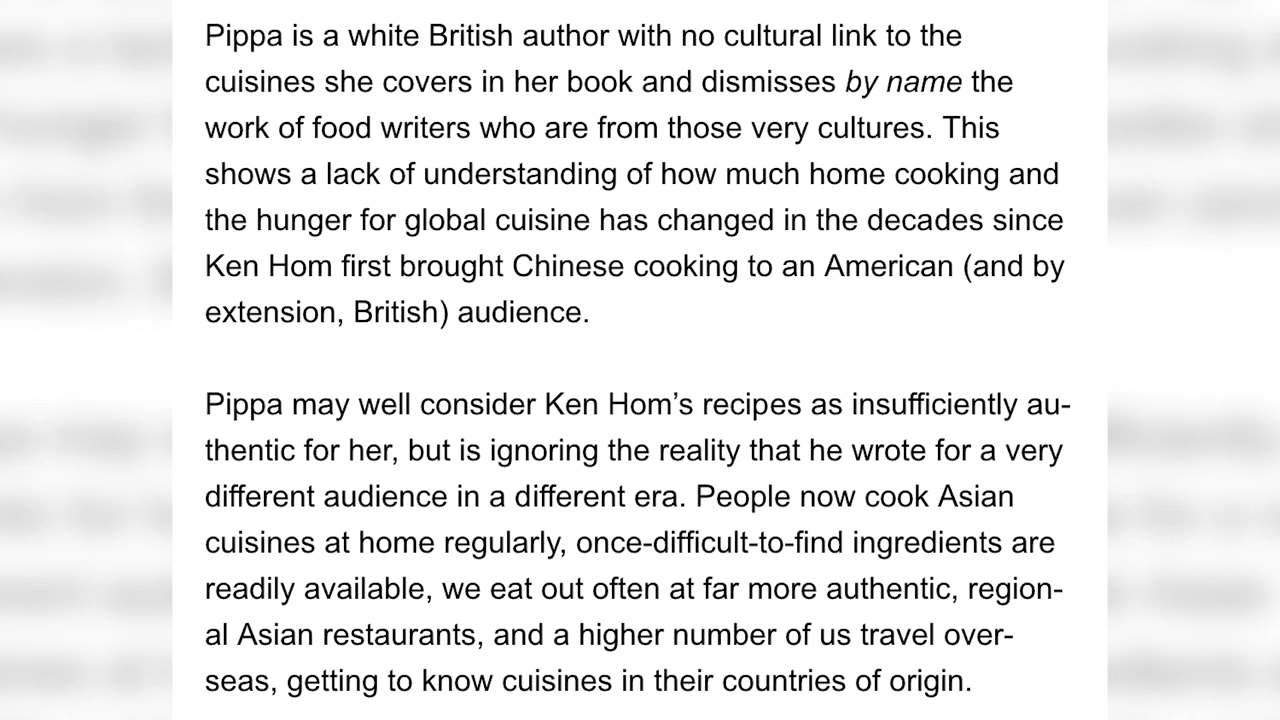 Pippa is a white British author with no cultural link to the
cuisines she covers in her book and dismisses by name the
work of food writers who are from those very cultures. This
shows a lack of understanding of how much home cooking and
the hunger for global cuisine has changed in the decades since
Ken Hom first brought Chinese cooking to an American (and by
extension, British) audience.
Pippa may well consider Ken Hom’s recipes as insufficiently au-
thentic for her, but is ignoring the reality that he wrote for a very
different audience in a different era. People now cook Asian
cuisines at home regularly, once-difficult-to-find ingredients are
readily available, we eat out often at far more authentic, region-
al Asian restaurants, and a higher number of us travel over-
seas, getting to know cuisines in their countries of origin.